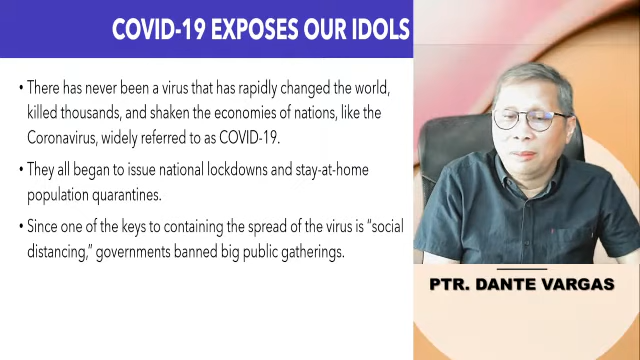 COVID-19 EXPOSES OUR IDOLS
• There has never been a virus that has rapidly changed the world,
killed thousands, and shaken the economies of nations, like the
Coronavirus, widely referred to as COVID-19.
• They all began to issue national lockdowns and stay-at-home
population quarantines.
• Since one of the keys to containing the spread of the virus is “social
distancing,” governments banned big public gatherings.
PTR. DANTE VARGAS